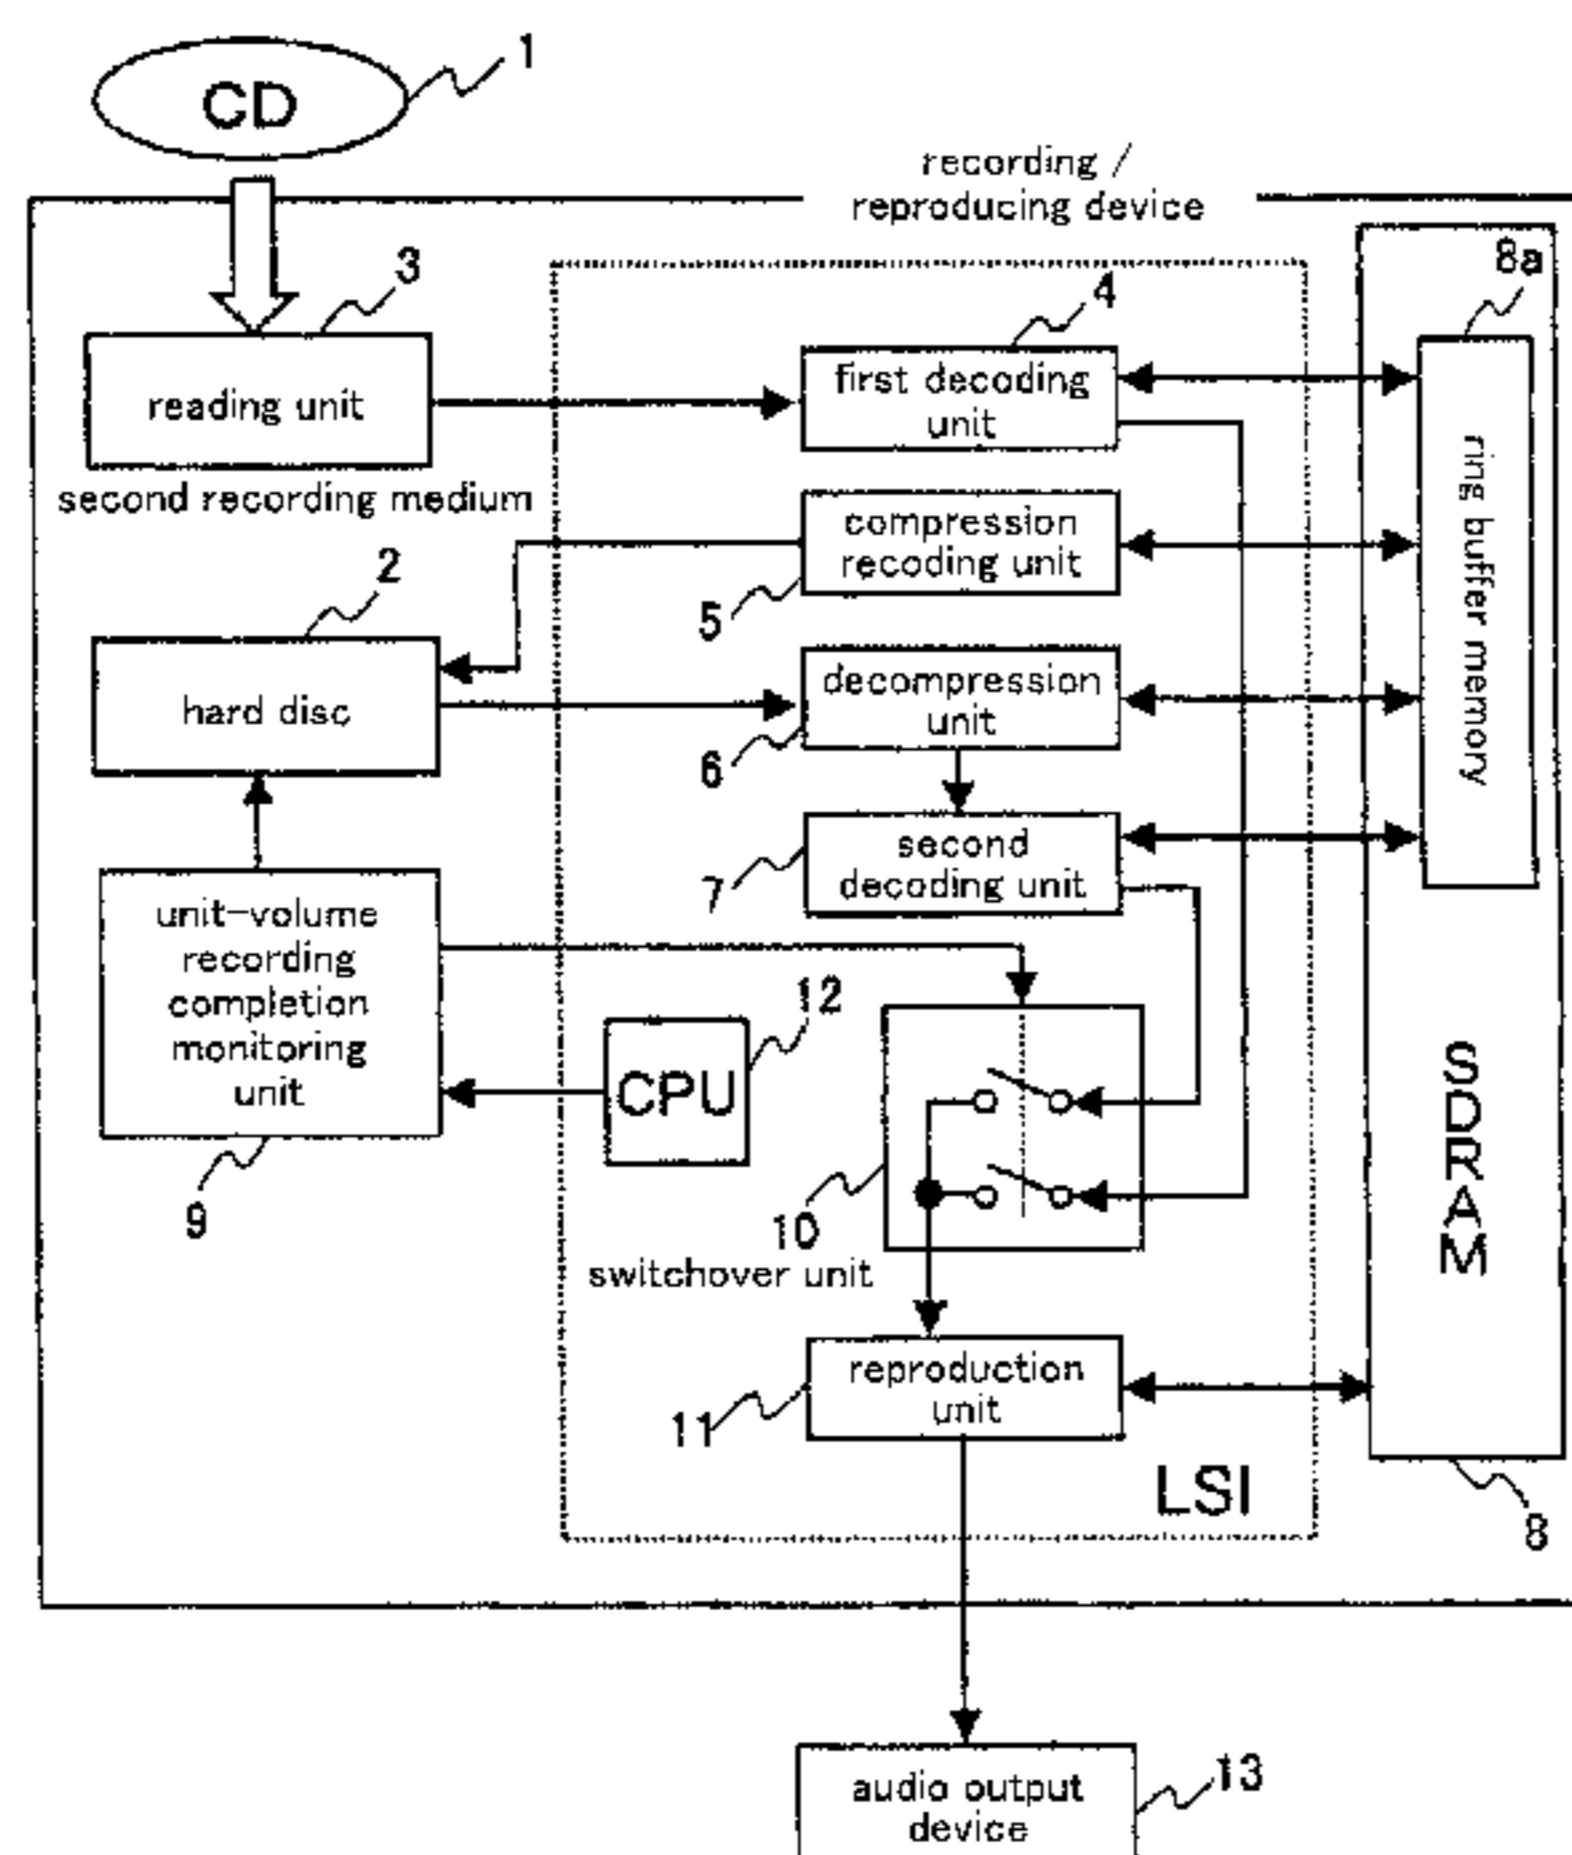 CD
1
recording /
reproducing device
3
reading unit
second recording medium
4
first decoding
unit
8a
ring buffer memory
compression
recoding unit
5
2
hard disc
decompression
unit
6
second
decoding unit
7
unit-volume
recording
completion
monitoring
unit
9
12
CPU
10
switchover unit
SDRAM
reproduction
unit
11
LSI
8
audio output
device
13